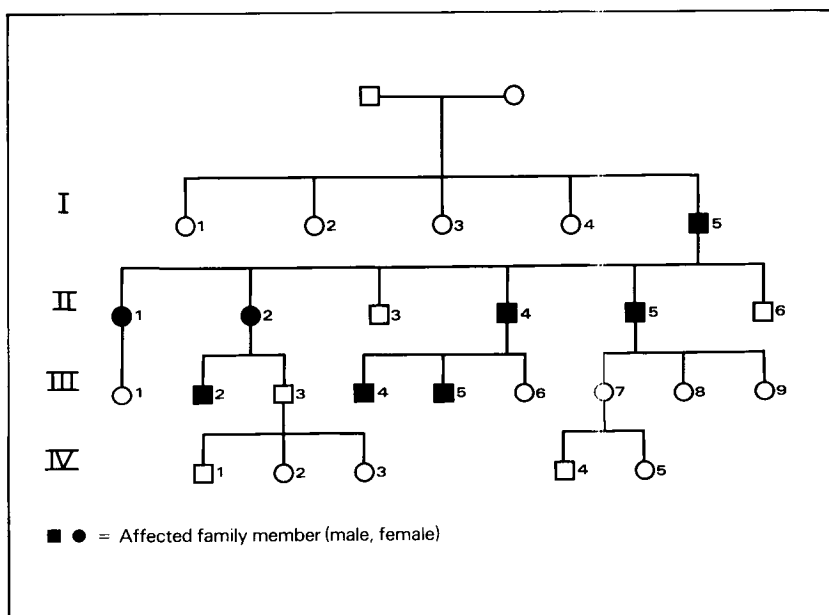 I
1 2 3 4 5
II
1 2 3 4 5 6
III
1 2 3 4 5 6 7 8 9
IV
1 2 3 4 5
■ ● = Affected family member (male, female)